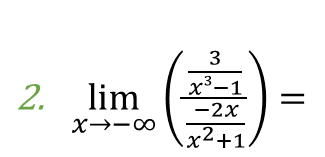 2. lim x→−∞ ( (3 / (x³−1)) / (−2x / (x²+1)) ) =